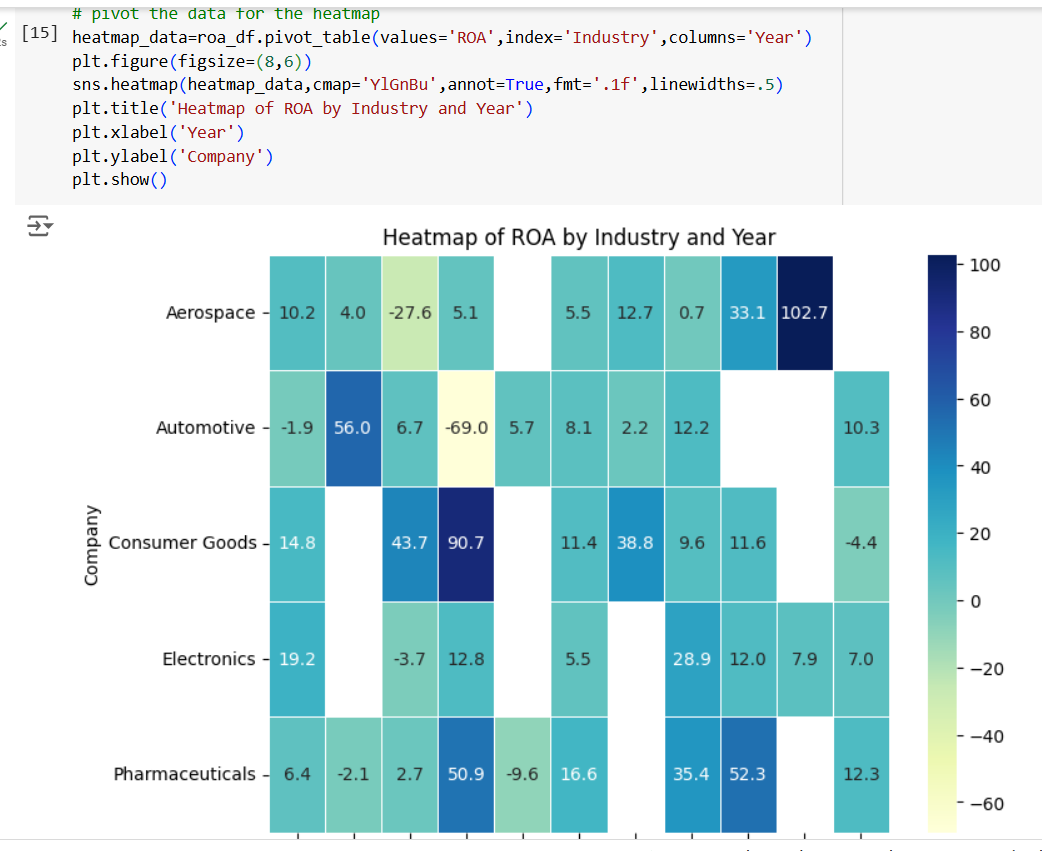 # pivot the data for the heatmap
[15] heatmap_data=roa_df.pivot_table(values='ROA',index='Industry',columns='Year')
plt.figure(figsize=(8,6))
sns.heatmap(heatmap_data,cmap='YlGnBu',annot=True,fmt='.1f',linewidths=.5)
plt.title('Heatmap of ROA by Industry and Year')
plt.xlabel('Year')
plt.ylabel('Company')
plt.show()
Heatmap of ROA by Industry and Year
Aerospace 10.2 4.0 -27.6 5.1 5.5 12.7 0.7 33.1 102.7
Automotive -1.9 56.0 6.7 -69.0 5.7 8.1 2.2 12.2 10.3
Company
Consumer Goods 14.8 43.7 90.7 11.4 38.8 9.6 11.6 -4.4
Electronics 19.2 -3.7 12.8 5.5 28.9 12.0 7.9 7.0
Pharmaceuticals 6.4 -2.1 2.7 50.9 -9.6 16.6 35.4 52.3 12.3
100
80
60
40
20
0
−20
−40
−60